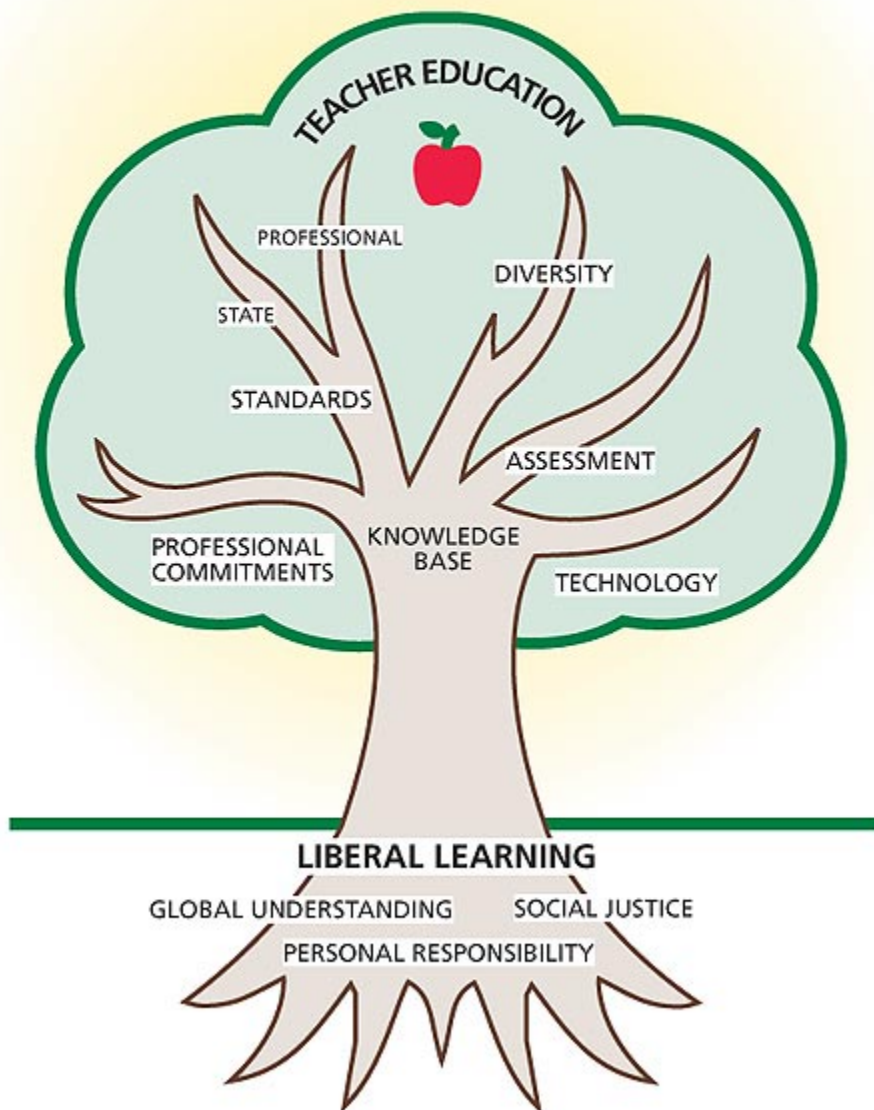 TEACHER EDUCATION
PROFESSIONAL
DIVERSITY
STATE
STANDARDS
ASSESSMENT
KNOWLEDGE
BASE
PROFESSIONAL
COMMITMENTS
TECHNOLOGY
LIBERAL LEARNING
GLOBAL UNDERSTANDING
SOCIAL JUSTICE
PERSONAL RESPONSIBILITY